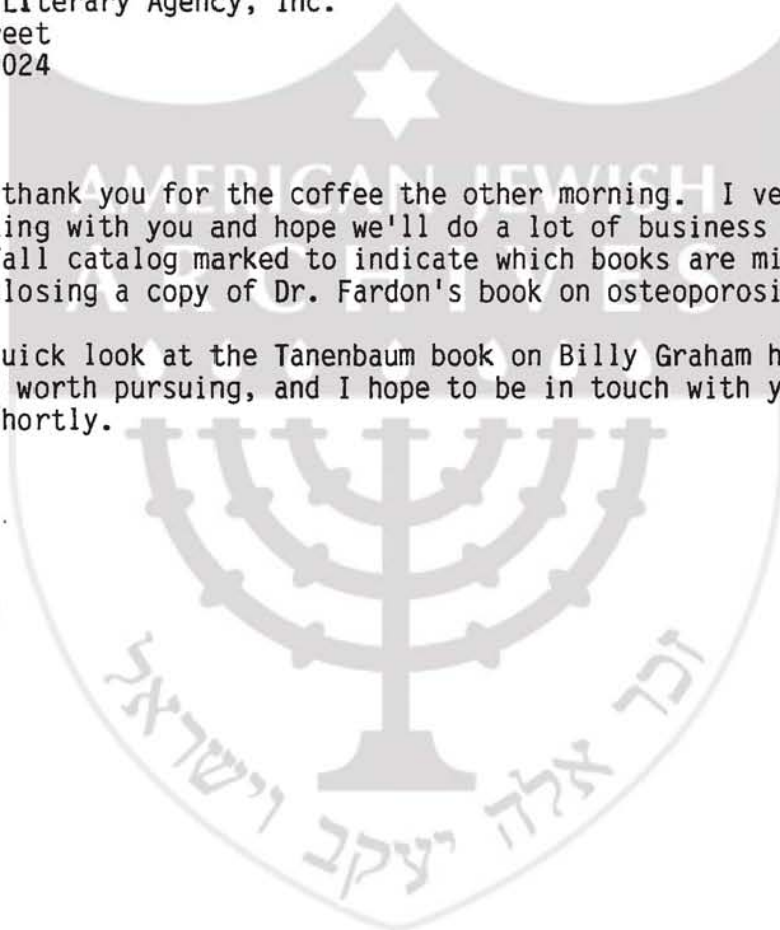 Literary Agency, Inc.
eet
024
AMERICAN JEWISH
ARCHIVES
thank you for the coffee the other morning. I ve
ing with you and hope we'll do a lot of business
all catalog marked to indicate which books are mi
losing a copy of Dr. Fardon's book on osteoporosi
uick look at the Tanenbaum book on Billy Graham h
worth pursuing, and I hope to be in touch with y
hortly.
זכר אלה יעקב וישראל